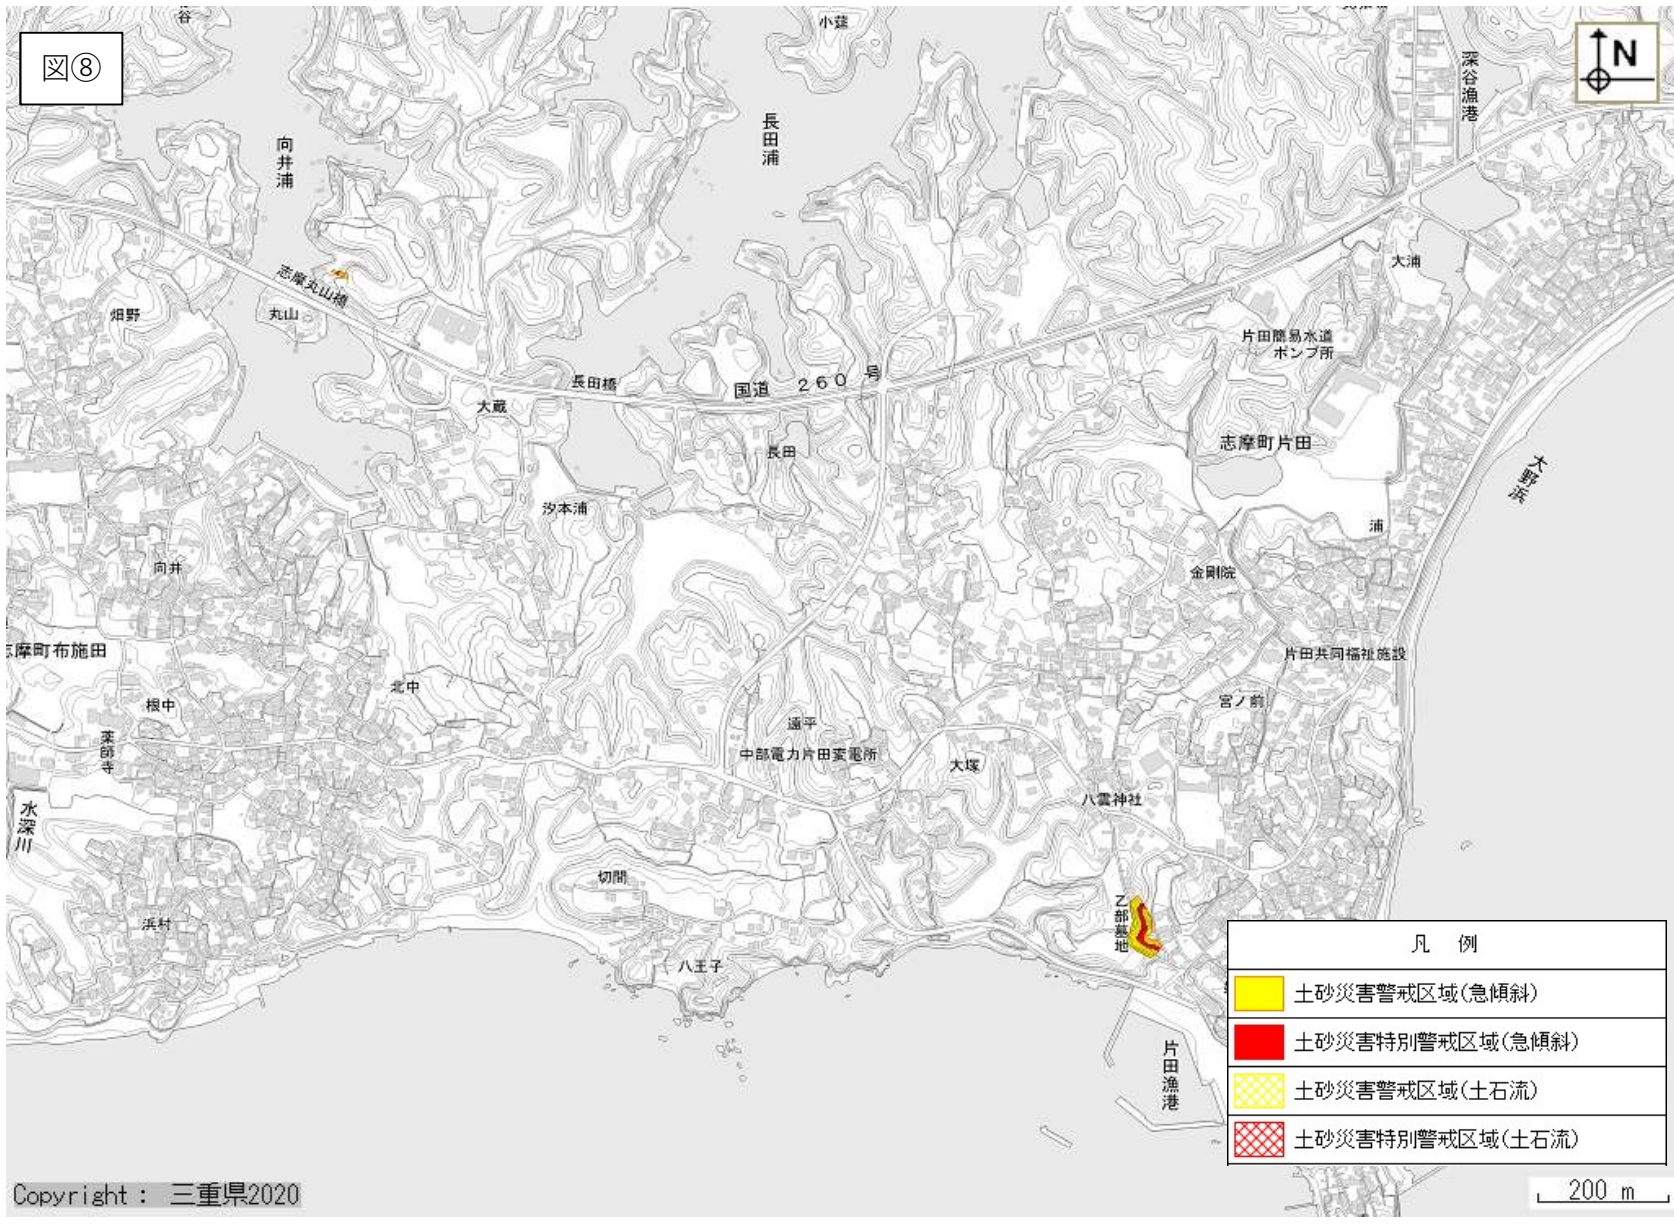 図⑧
小薘
N
深谷漁港
長田浦
向井浦
大浦
志摩丸山橋
丸山
畑野
片田簡易水道
ポンプ所
長田橋
国道 260 号
大蔵
志摩町片田
長田
大野浜
汐本浦
浦
向井
金剛院
摩町布施田
片田共同福祉施設
北中
根中
宮ノ前
遠平
薬師寺
中部電力片田変電所
大塚
八雲神社
水深川
切間
乙部墓地
浜村
八王子
片田漁港
凡 例
土砂災害警戒区域(急傾斜)
土砂災害特別警戒区域(急傾斜)
土砂災害警戒区域(土石流)
土砂災害特別警戒区域(土石流)
Copyright : 三重県2020
200 m